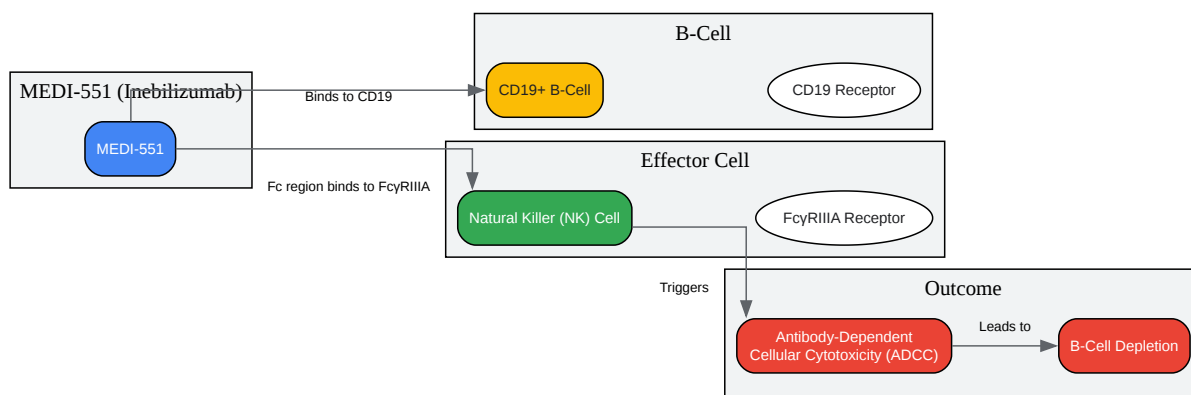 B-Cell
MEDI-551 (Inebilizumab)
Binds to CD19
CD19+ B-Cell
CD19 Receptor
MEDI-551
Effector Cell
Fc region binds to FcγRIIIA
Natural Killer (NK) Cell
FcγRIIIA Receptor
Triggers
Outcome
Antibody-Dependent
Cellular Cytotoxicity (ADCC)
Leads to
B-Cell Depletion